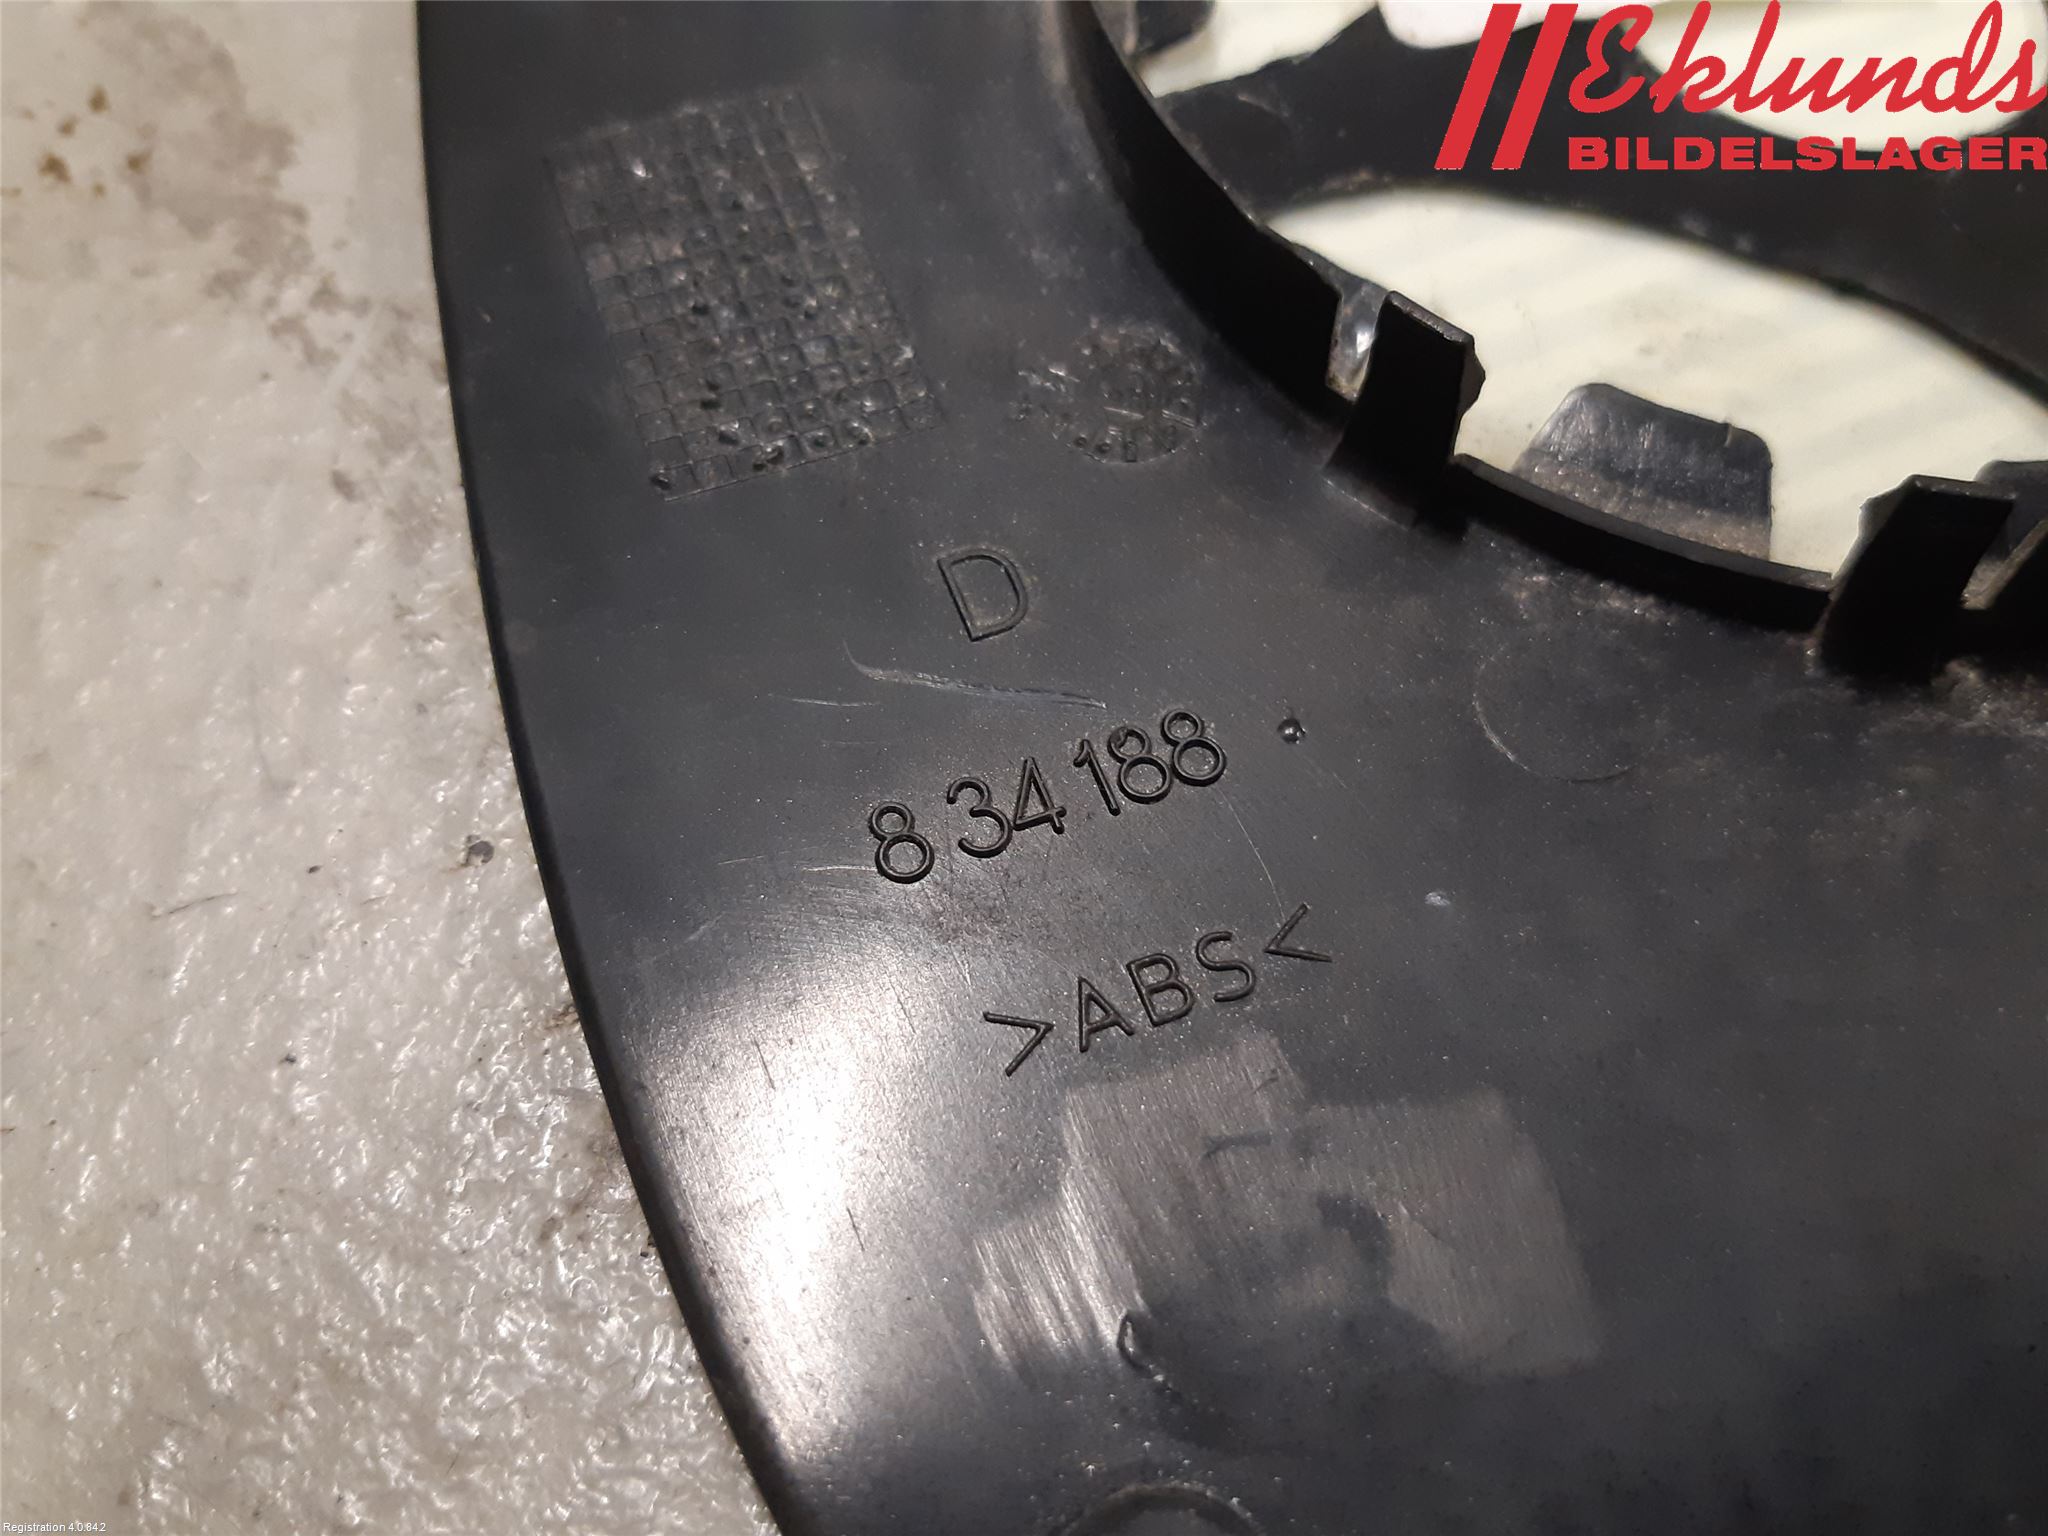 Eklunds
BILDELSLAGER
D
8 34 188
>ABS<
Registration 4.0.842